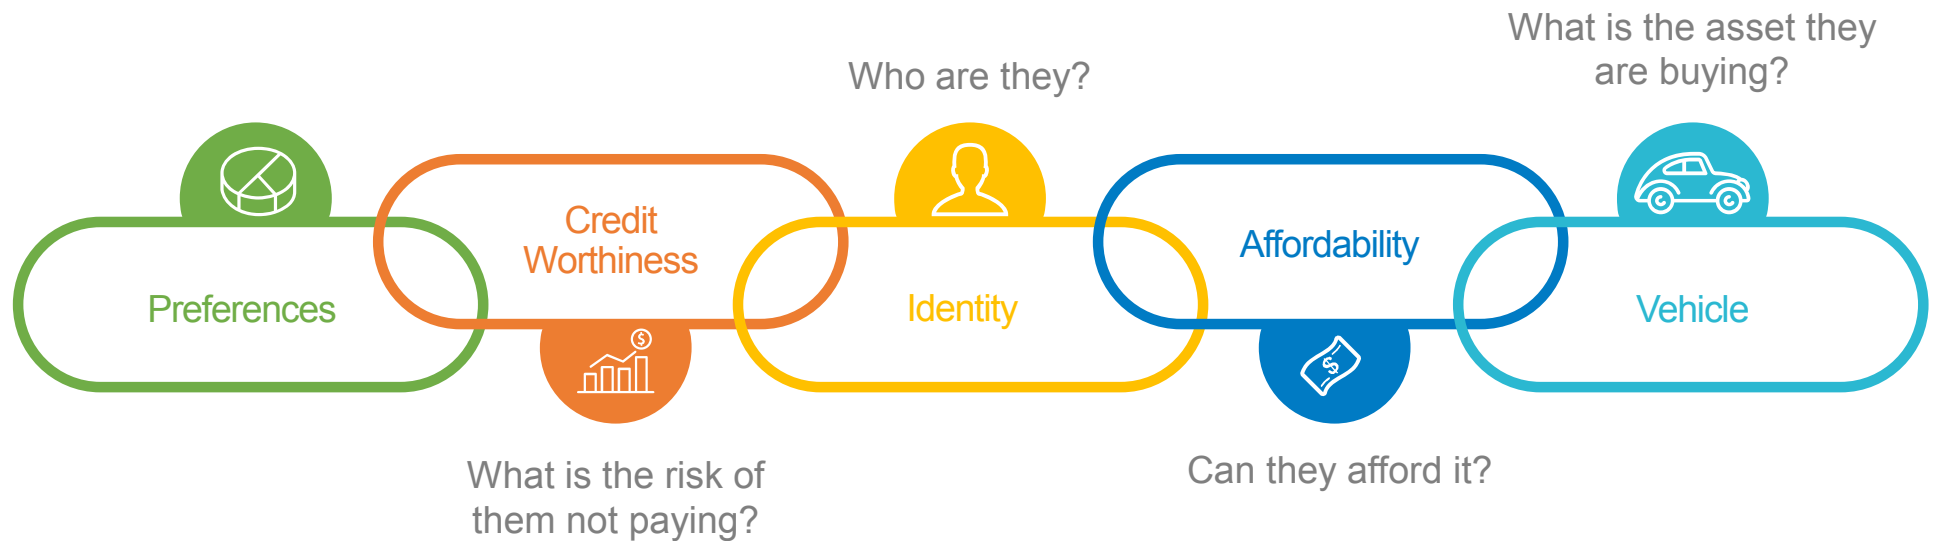 Preferences
Credit
Worthiness
What is the risk of
them not paying?
Who are they?
Identity
Affordability
Can they afford it?
What is the asset they
are buying?
Vehicle
$
$